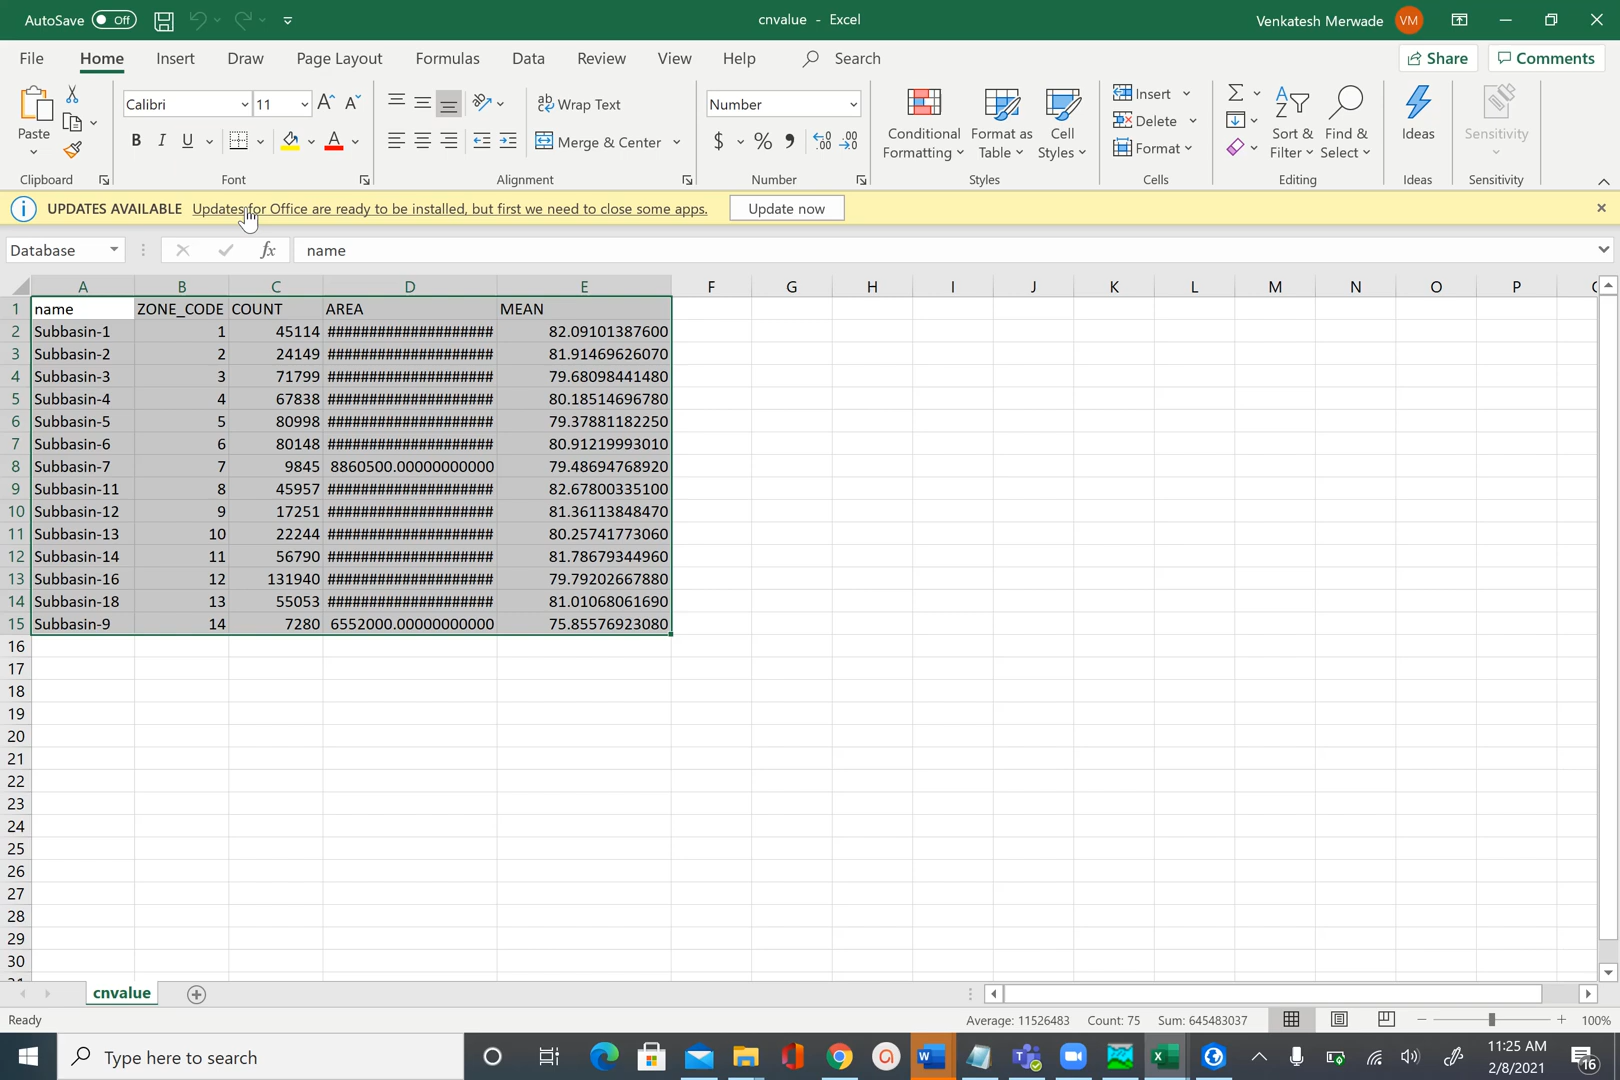 AutoSave Off cnvalue - Excel Venkatesh Merwade VM
File Home Insert Draw Page Layout Formulas Data Review View Help Search Share Comments
Paste
Clipboard
Calibri 11 A A
B I U A
Font
ab Wrap Text
Merge & Center
Alignment
Number
$ % , .00
Number
Conditional Formatting
Format as Table
Cell Styles
Styles
Insert
Delete
Format
Cells
Sort & Filter
Find & Select
Editing
Ideas
Ideas
Sensitivity
Sensitivity
UPDATES AVAILABLE Updates for Office are ready to be installed, but first we need to close some apps. Update now
Database fx name
A B C D E F G H I J K L M N O P
1 name ZONE_CODE COUNT AREA MEAN
2 Subbasin-1 1 45114 #################### 82.09101387600
3 Subbasin-2 2 24149 #################### 81.91469626070
4 Subbasin-3 3 71799 #################### 79.68098441480
5 Subbasin-4 4 67838 #################### 80.18514696780
6 Subbasin-5 5 80998 #################### 79.37881182250
7 Subbasin-6 6 80148 #################### 80.91219993010
8 Subbasin-7 7 9845 8860500.00000000000 79.48694768920
9 Subbasin-11 8 45957 #################### 82.67800335100
10 Subbasin-12 9 17251 #################### 81.36113848470
11 Subbasin-13 10 22244 #################### 80.25741773060
12 Subbasin-14 11 56790 #################### 81.78679344960
13 Subbasin-16 12 131940 #################### 79.79202667880
14 Subbasin-18 13 55053 #################### 81.01068061690
15 Subbasin-9 14 7280 6552000.00000000000 75.85576923080
16
17
18
19
20
21
22
23
24
25
26
27
28
29
30
cnvalue
Ready Average: 11526483 Count: 75 Sum: 645483037 100%
Type here to search 11:25 AM
2/8/2021 16